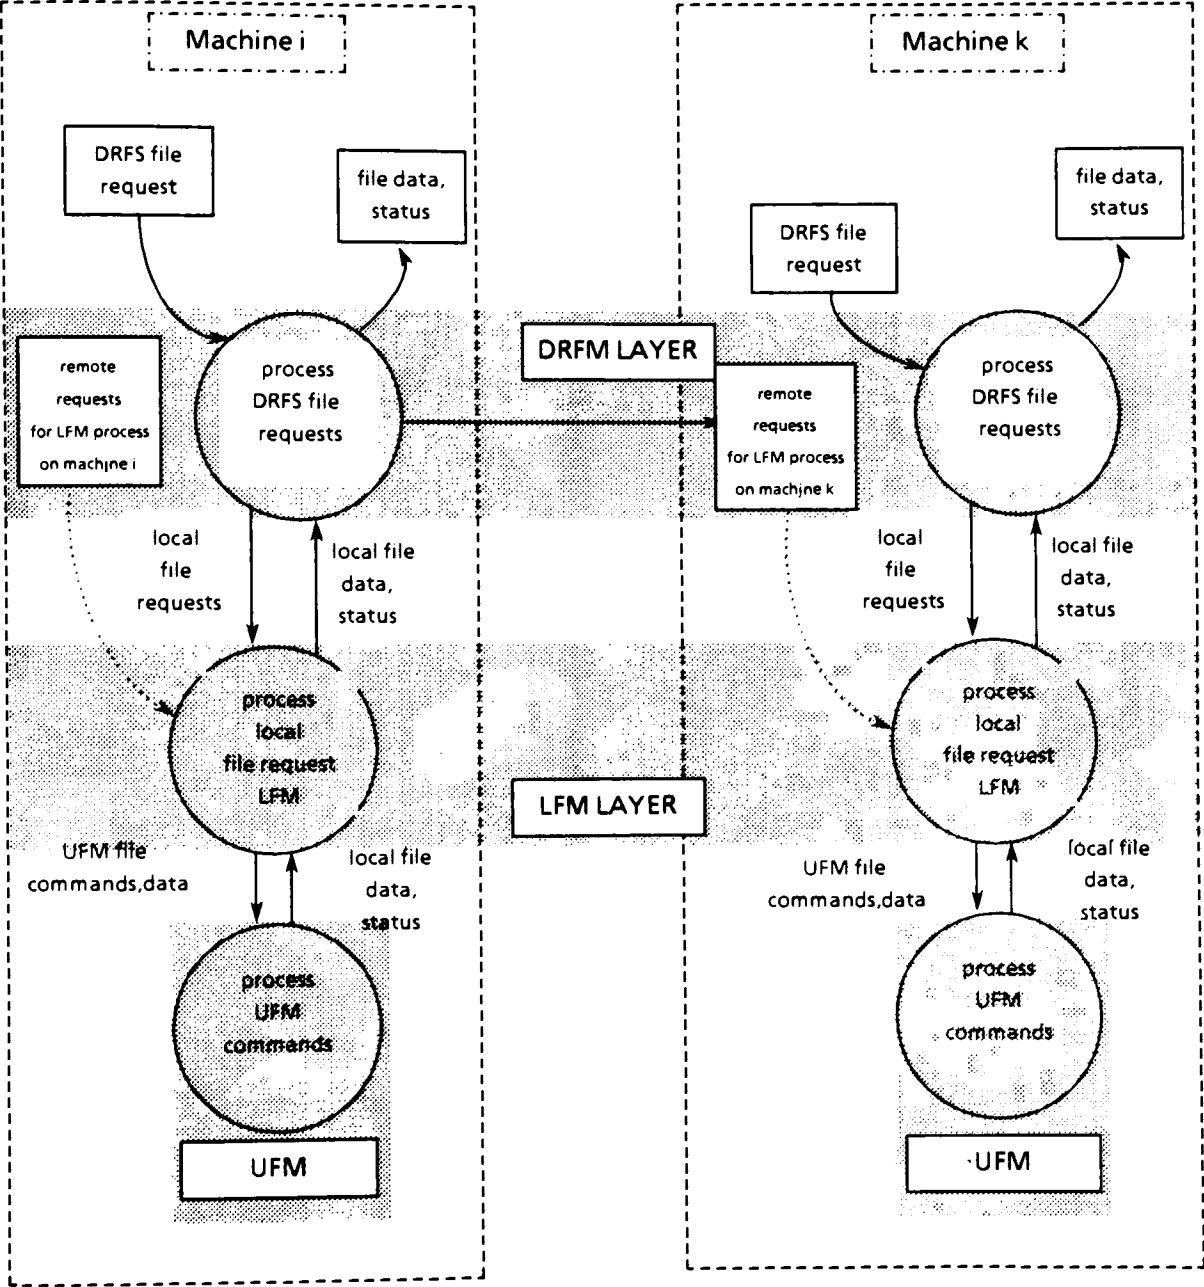 Machine i
Machine k
DRFS file
request
file data,
status
DRFS file
request
file data,
status
remote
requests
for LFM process
on machine i
process
DRFS file
requests
DRFM LAYER
remote
requests
for LFM process
on machine k
process
DRFS file
requests
local
file
requests
local file
data,
status
local
file
requests
local file
data,
status
process
local
file request
LFM
LFM LAYER
process
local
file request
LFM
UFM file
commands,data
local file
data,
status
UFM file
commands,data
local file
data,
status
process
UFM
commands
process
UFM
commands
UFM
UFM